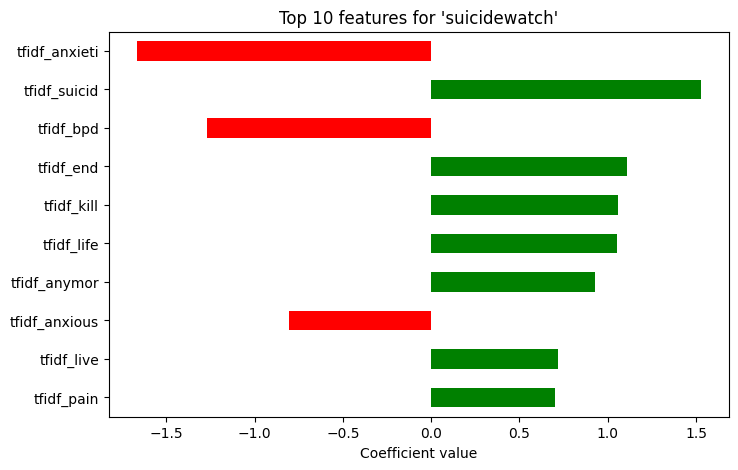 Top 10 features for 'suicidewatch'
tfidf_anxieti
tfidf_suicid
tfidf_bpd
tfidf_end
tfidf_kill
tfidf_life
tfidf_anymor
tfidf_anxious
tfidf_live
tfidf_pain
−1.5 −1.0 −0.5 0.0 0.5 1.0 1.5
Coefficient value